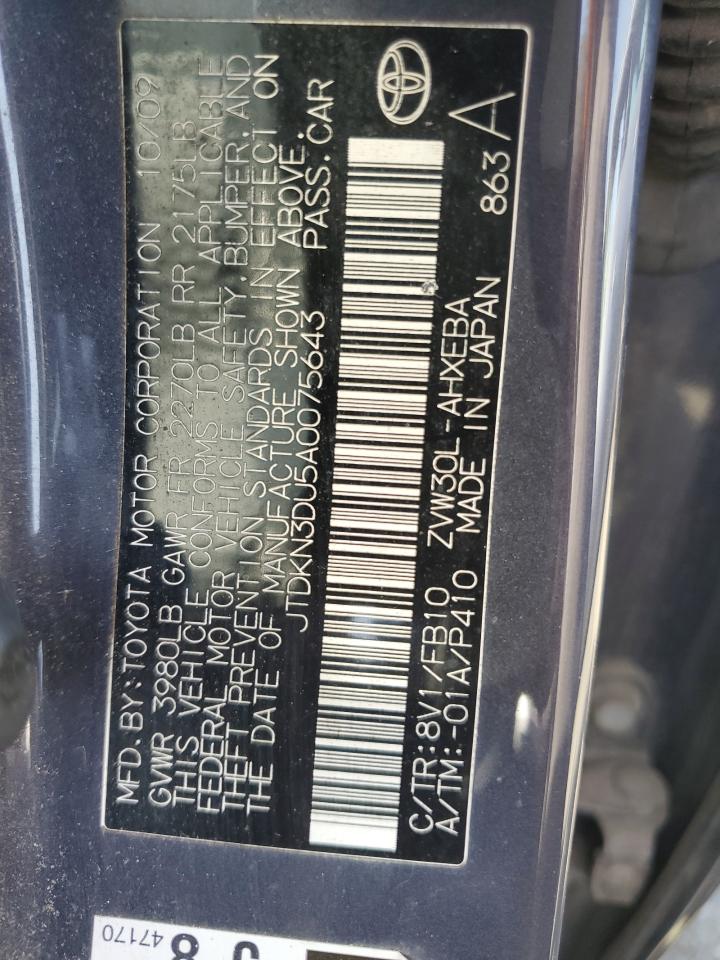 MFD. BY: TOYOTA MOTOR CORPORATION 10/09
GVWR 3980LB GAWR FR 2270LB RR 2175LB
THIS VEHICLE CONFORMS TO ALL APPLICABLE
FEDERAL MOTOR VEHICLE SAFETY, BUMPER, AND
THEFT PREVENTION STANDARDS IN EFFECT ON
THE DATE OF MANUFACTURE SHOWN ABOVE.
JTDKN3DU5A0075643 PASS. CAR
C/TR:8V1/FB10 ZVW30L-AHXEBA
A/TM:-01A/P410 MADE IN JAPAN
863 A
47170